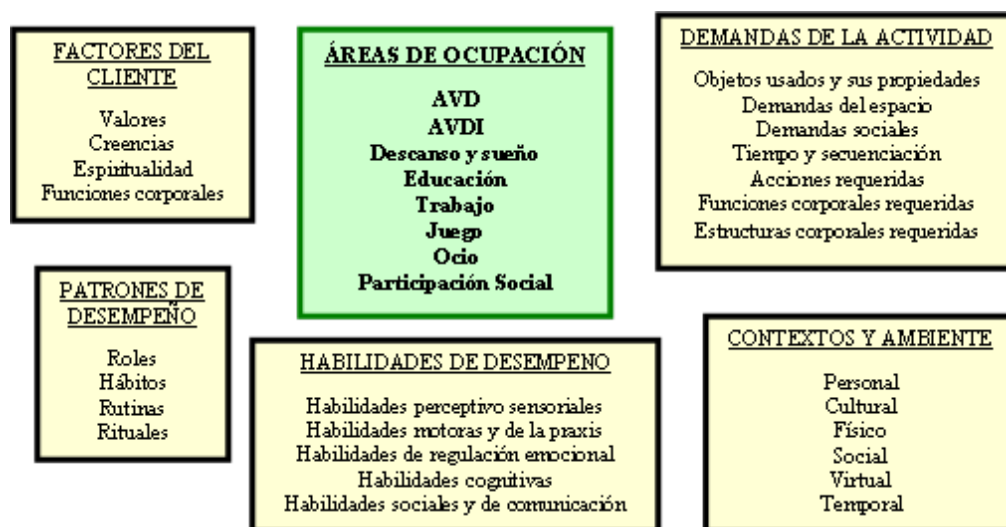 FACTORES DEL
CLIENTE
Valores
Creencias
Espiritualidad
Funciones corporales
ÁREAS DE OCUPACIÓN
AVD
AVDI
Descanso y sueño
Educación
Trabajo
Juego
Ocio
Participación Social
DEMANDAS DE LA ACTIVIDAD
Objetos usados y sus propiedades
Demandas del espacio
Demandas sociales
Tiempo y secuenciación
Acciones requeridas
Funciones corporales requeridas
Estructuras corporales requeridas
PATRONES DE
DESEMPEÑO
Roles
Hábitos
Rutinas
Rituales
HABILIDADES DE DESEMPENO
Habilidades perceptivo sensoriales
Habilidades motoras y de la praxis
Habilidades de regulación emocional
Habilidades cognitivas
Habilidades sociales y de comunicación
CONTEXTOS Y AMBIENTE
Personal
Cultural
Físico
Social
Virtual
Temporal